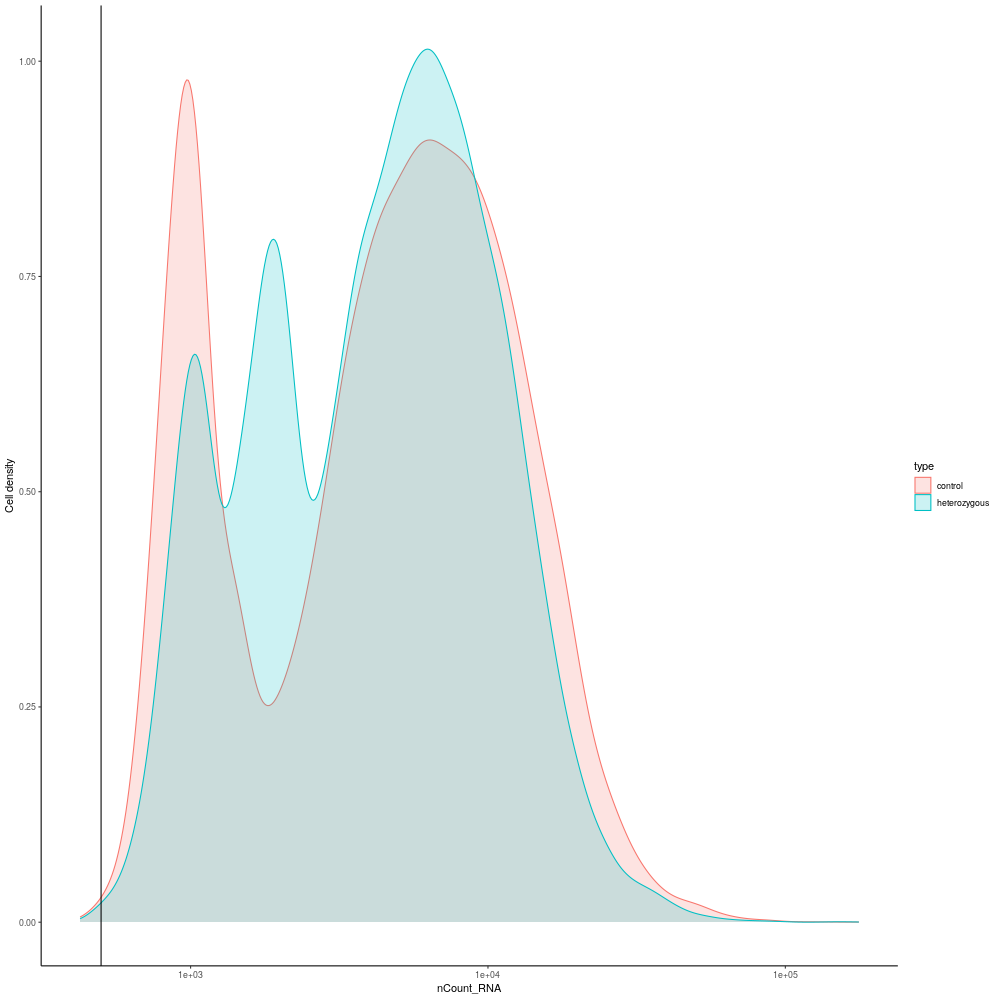 1.00
0.75
0.50
0.25
0.00
Cell density
1e+03
1e+04
1e+05
nCount_RNA
type
control
heterozygous